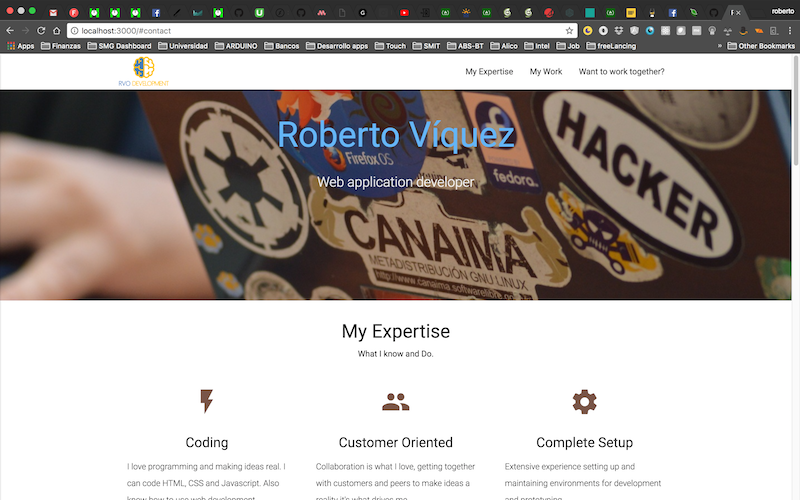 roberto
localhost:3000/#contact
Apps Finanzas SMG Dashboard Universidad ARDUINO Bancos Desarrollo apps Touch SMIT ABS-BT Alico Intel Job freeLancing » Other Bookmarks
RVO DEVELOPMENT
My Expertise My Work Want to work together?
Roberto Víquez
Firefox OS
Web application developer
fedora.
HACKER
CANAIMA
METADISTRIBUCIÓN GNU LINUX
http://www.canaima.softwarelibre.
My Expertise
What I know and Do.
Coding
Customer Oriented
Complete Setup
I love programming and making ideas real. I
can code HTML, CSS and Javascript. Also
know how to use web development
Collaboration is what I love, getting together
with customers and peers to make ideas a
reality it's what drives me.
Extensive experience setting up and
maintaining environments for development
and prototyping.